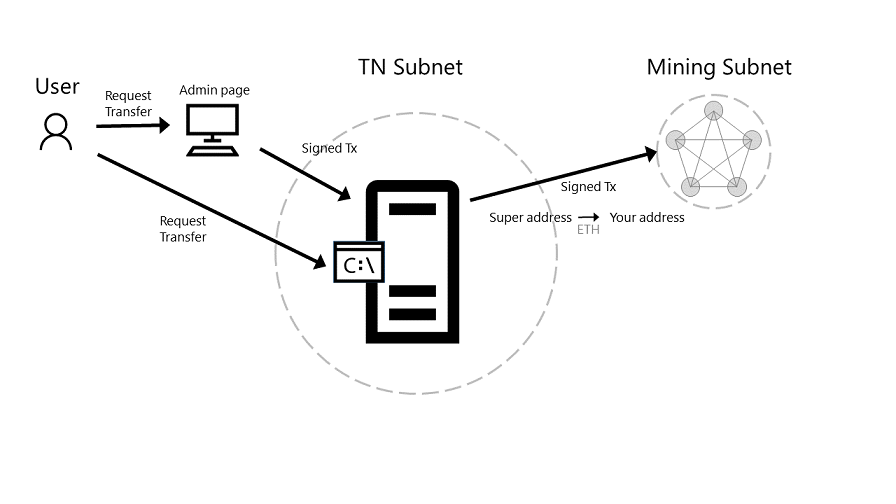 TN Subnet
Mining Subnet
User
Request
Transfer
Admin page
Signed Tx
Signed Tx
Super address
Your address
ETH
Request
Transfer
C:\